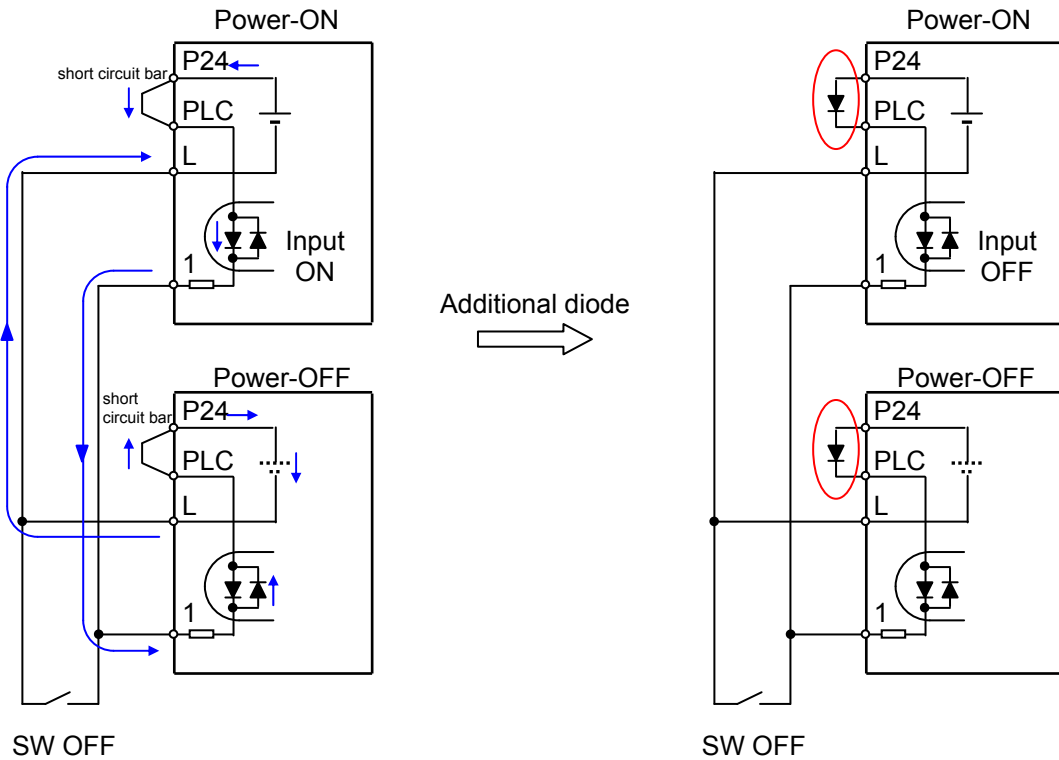 Power-ON
P24
short circuit bar
PLC
L
Input
ON
1
Power-OFF
short
circuit bar
P24
PLC
L
1
SW OFF
Additional diode
Power-ON
P24
PLC
L
Input
OFF
1
Power-OFF
P24
PLC
L
1
SW OFF